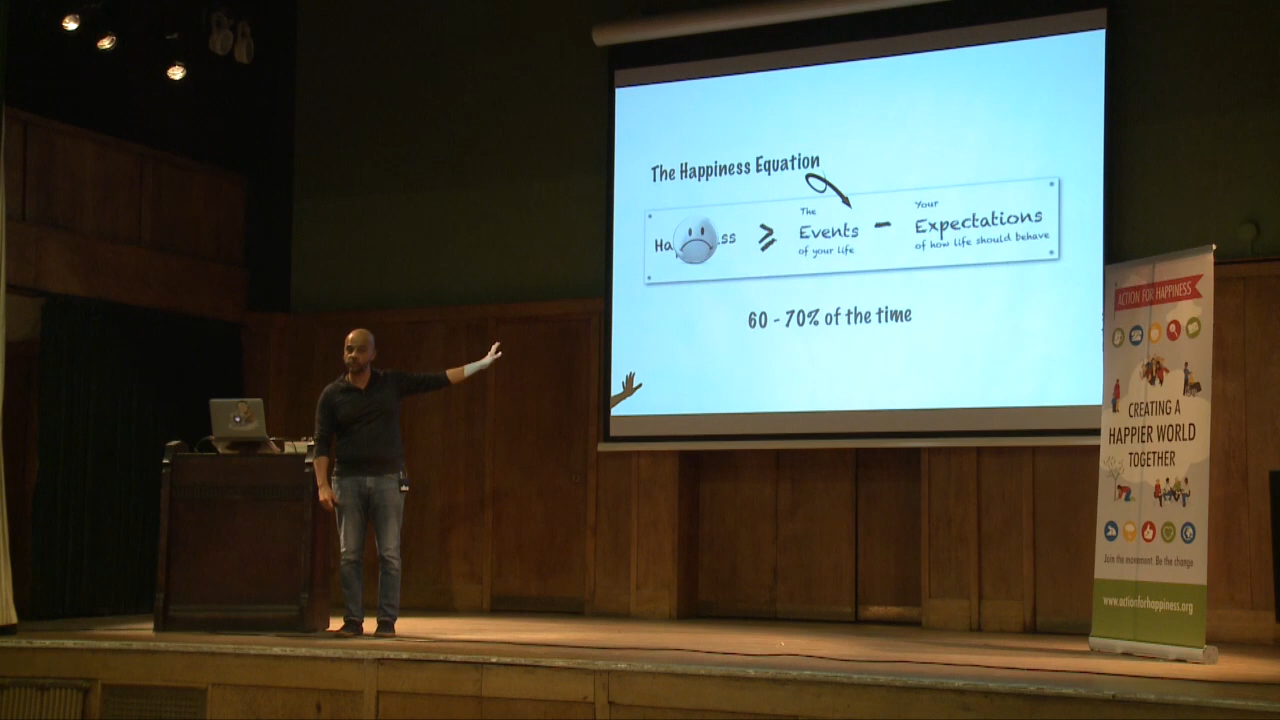 The Happiness Equation
The
Your
Ha ss ≥ Events - Expectations
of your life
of how life should behave
60 - 70% of the time
ACTION FOR HAPPINESS
CREATING A
HAPPIER WORLD
TOGETHER
Join the movement. Be the change
www.actionforhappiness.org